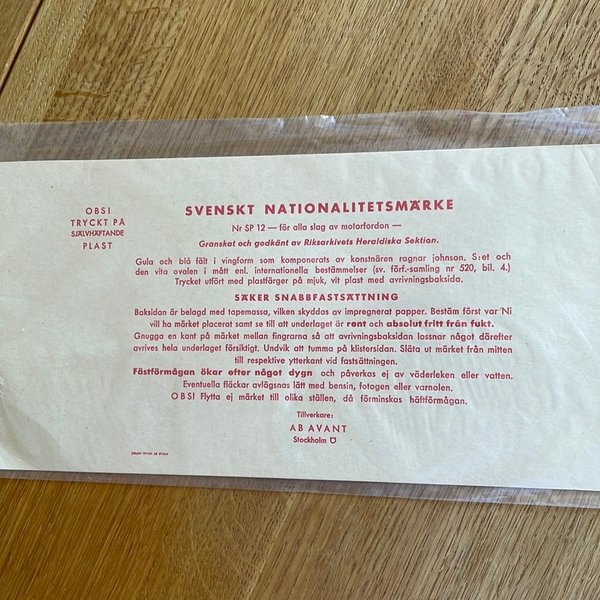 OBS!
TRYCKT PÅ
SJÄLVHÄFTANDE
PLAST
SVENSKT NATIONALITETSMÄRKE
Nr SP 12 — för alla slag av motorfordon —
Granskat och godkänt av Riksarkivets Heraldiska Sektion.
Gula och blå fält i vingform som komponerats av konstnären ragnar johnson. S:et och
den vita ovalen i mått enl. internationella bestämmelser (sv. förf.-samling nr 520, bil. 4.)
Tryckt utfört med plastfärger på mjuk, vit plast med avrivningsbaksida.
SÄKER SNABBFASTSÄTTNING
Baksidan är belagd med tapemassa, vilken skyddas av impregnerat papper. Bestäm först var Ni
vill ha märket placerat samt se till att underlaget är rent och absolut fritt från fukt.
Gnugga en kant på märket mellan fingrarna så att avrivningsbaksidan lossnar något därefter
avrives hela underlaget försiktigt. Undvik att tumma på klistersidan. Släta ut märket från mitten
till respektive ytterkant vid fastsättningen.
Fästförmågan ökar efter något dygn och påverkas ej av väderleken eller vatten.
Eventuella fläckar avlägsnas lätt med bensin, fotogen eller varnolen.
OBS! Flytta ej märket till olika ställen, då förminskas häftförmågan.
Tillverkare:
AB AVANT
Stockholm Ö